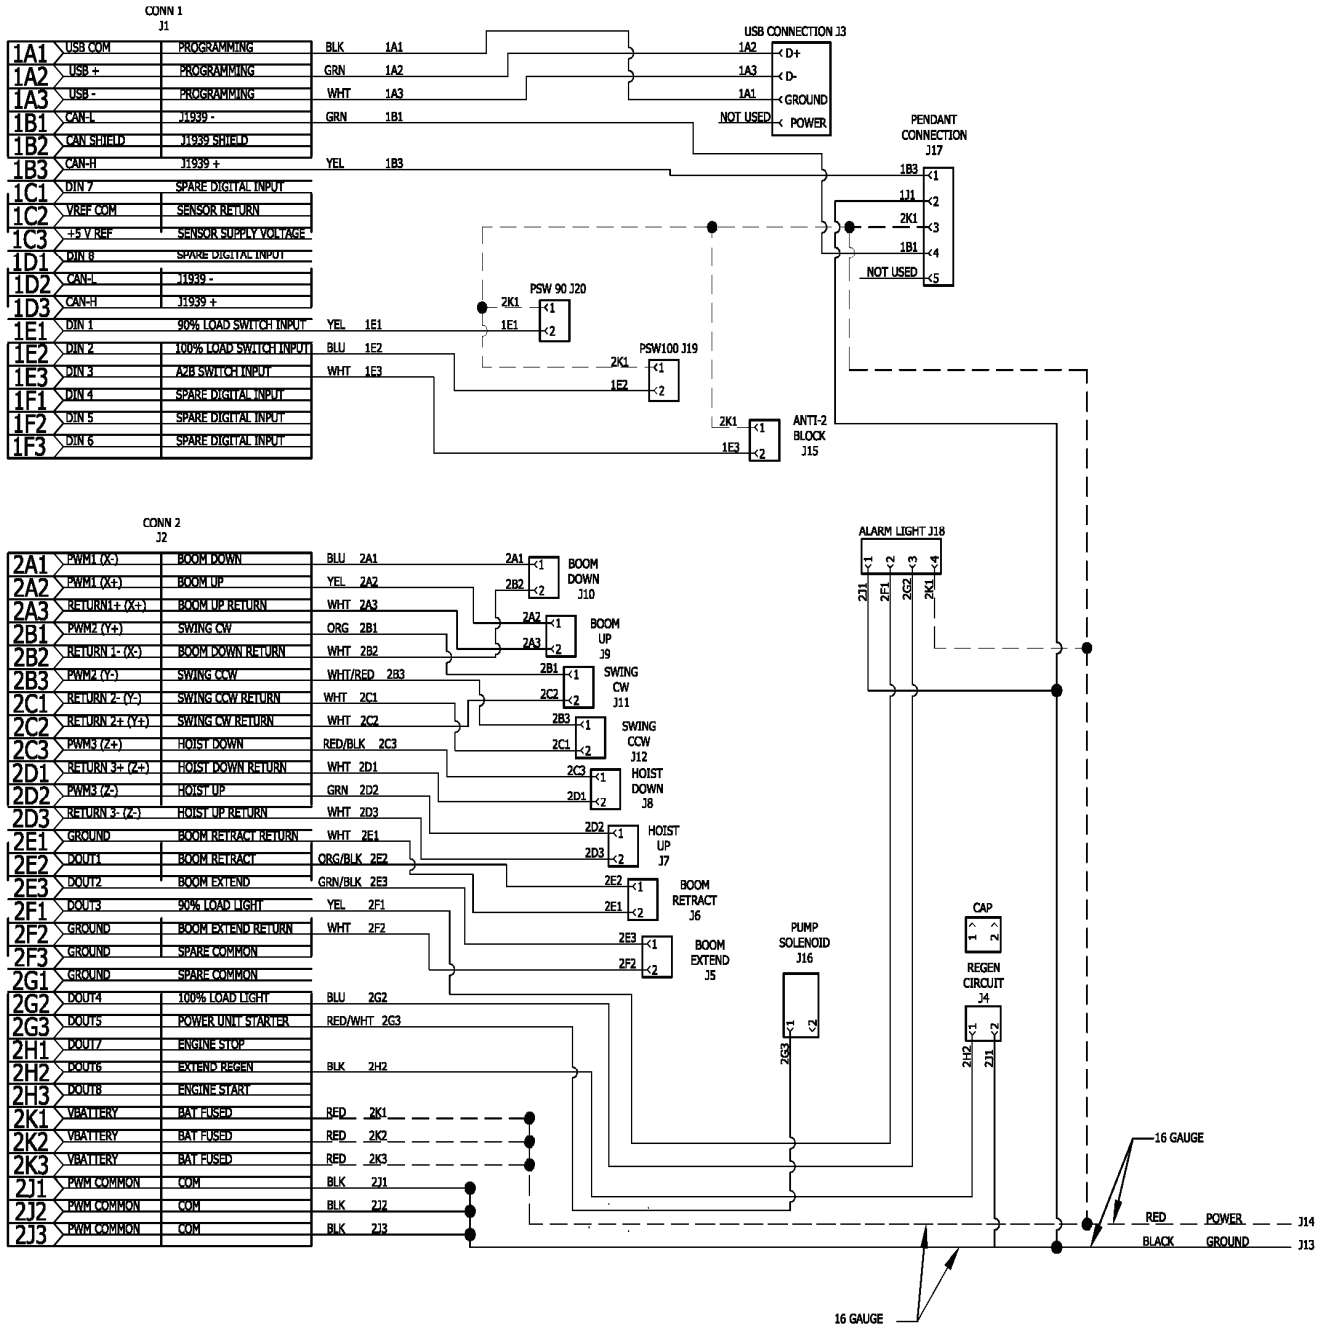 CONN 1
J1
1A1 USB COM PROGRAMMING BLK 1A1
1A2 USB + PROGRAMMING GRN 1A2
1A3 USB - PROGRAMMING WHT 1A3
1B1 CAN-L J1939 - GRN 1B1
1B2 CAN SHIELD J1939 SHIELD
1B3 CAN-H J1939 + YEL 1B3
1C1 DIN 7 SPARE DIGITAL INPUT
1C2 VREF COM SENSOR RETURN
1C3 +5 V REF SENSOR SUPPLY VOLTAGE
1D1 DIN 8 SPARE DIGITAL INPUT
1D2 CAN-L J1939 -
1D3 CAN-H J1939 +
1E1 DIN 1 90% LOAD SWITCH INPUT YEL 1E1
1E2 DIN 2 100% LOAD SWITCH INPUT BLU 1E2
1E3 DIN 3 A2B SWITCH INPUT WHT 1E3
1F1 DIN 4 SPARE DIGITAL INPUT
1F2 DIN 5 SPARE DIGITAL INPUT
1F3 DIN 6 SPARE DIGITAL INPUT
USB CONNECTION J3
1A2 D+
1A3 D-
1A1 GROUND
NOT USED POWER
PENDANT
CONNECTION
J17
1B3 1
1J1 2
2K1 3
1B1 4
NOT USED 5
PSW 90 J20
2K1 1
1E1 2
PSW100 J19
2K1 1
1E2 2
ANTI-2
BLOCK
J15
2K1 1
1E3 2
CONN 2
J2
2A1 PWM1 (X-) BOOM DOWN BLU 2A1
2A2 PWM1 (X+) BOOM UP YEL 2A2
2A3 RETURN1+ (X+) BOOM UP RETURN WHT 2A3
2B1 PWM2 (Y+) SWING CW ORG 2B1
2B2 RETURN 1- (X-) BOOM DOWN RETURN WHT 2B2
2B3 PWM2 (Y-) SWING CCW WHT/RED 2B3
2C1 RETURN 2- (Y-) SWING CCW RETURN WHT 2C1
2C2 RETURN 2+ (Y+) SWING CW RETURN WHT 2C2
2C3 PWM3 (Z+) HOIST DOWN RED/BLK 2C3
2D1 RETURN 3+ (Z+) HOIST DOWN RETURN WHT 2D1
2D2 PWM3 (Z-) HOIST UP GRN 2D2
2D3 RETURN 3- (Z-) HOIST UP RETURN WHT 2D3
2E1 GROUND BOOM RETRACT RETURN WHT 2E1
2E2 DOUT1 BOOM RETRACT ORG/BLK 2E2
2E3 DOUT2 BOOM EXTEND GRN/BLK 2E3
2F1 DOUT3 90% LOAD LIGHT YEL 2F1
2F2 GROUND BOOM EXTEND RETURN WHT 2F2
2F3 GROUND SPARE COMMON
2G1 GROUND SPARE COMMON
2G2 DOUT4 100% LOAD LIGHT BLU 2G2
2G3 DOUT5 POWER UNIT STARTER RED/WHT 2G3
2H1 DOUT7 ENGINE STOP
2H2 DOUT6 EXTEND REGEN BLK 2H2
2H3 DOUT8 ENGINE START
2K1 VBATTERY BAT FUSED RED 2K1
2K2 VBATTERY BAT FUSED RED 2K2
2K3 VBATTERY BAT FUSED RED 2K3
2J1 PWM COMMON COM BLK 2J1
2J2 PWM COMMON COM BLK 2J2
2J3 PWM COMMON COM BLK 2J3
2A1 1
2B2 2
BOOM
DOWN
J10
2A2 1
2A3 2
BOOM
UP
J9
2B1 1
2C2 2
SWING
CW
J11
2B3 1
2C1 2
SWING
CCW
J12
2C3 1
2D1 2
HOIST
DOWN
J8
2D2 1
2D3 2
HOIST
UP
J7
2E2 1
2E1 2
BOOM
RETRACT
J6
2E3 1
2F2 2
BOOM
EXTEND
J5
ALARM LIGHT J18
1 2 3 4
2J1 2F1 2G2 2K1
PUMP
SOLENOID
J16
1 2
2G3
CAP
1 2
REGEN
CIRCUIT
J4
1 2
2H2 2J1
16 GAUGE
RED POWER J14
BLACK GROUND J13
16 GAUGE